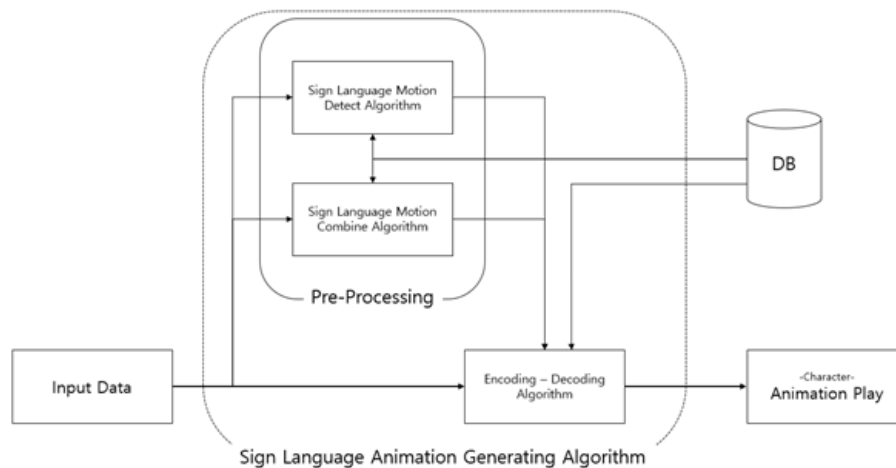 Sign Language Motion
Detect Algorithm
DB
Sign Language Motion
Combine Algorithm
Pre-Processing
Input Data
Encoding – Decoding
Algorithm
-Character-
Animation Play
Sign Language Animation Generating Algorithm